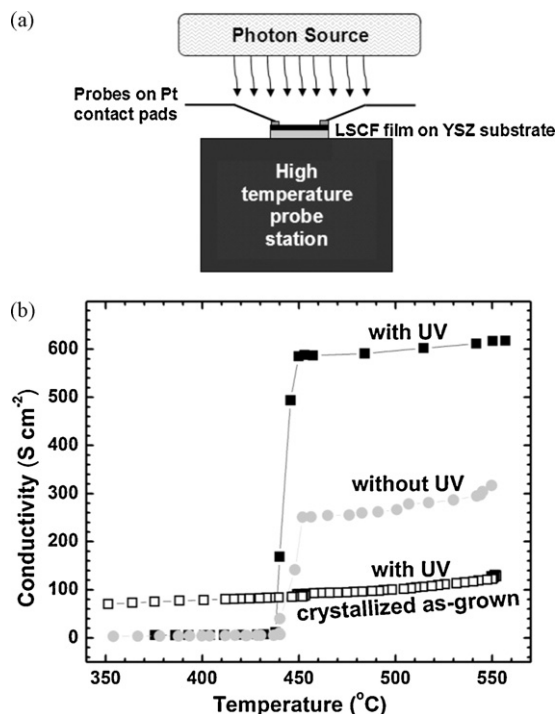 (a)
Photon Source
Probes on Pt
contact pads
LSCF film on YSZ substrate
High
temperature
probe
station
(b)
with UV
without UV
with UV
crystallized as-grown
600
500
400
300
200
100
0
Conductivity (S cm⁻²)
350
400
450
500
550
Temperature (°C)